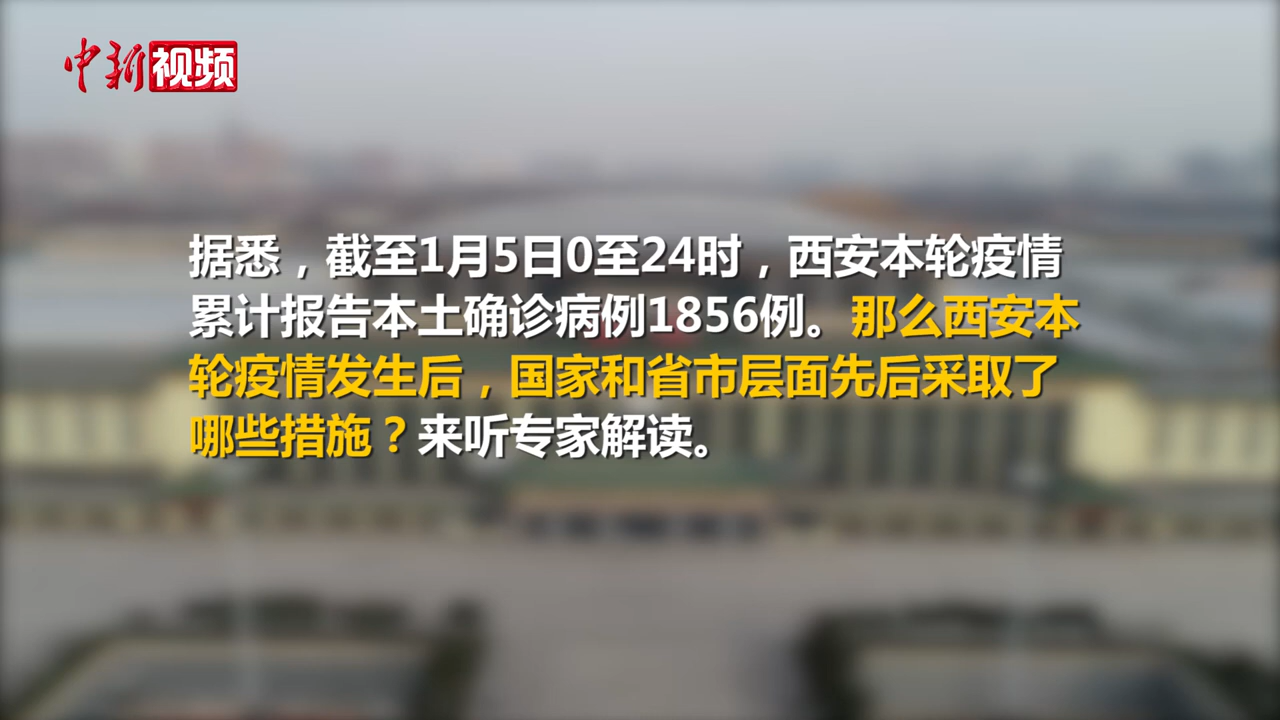 中新视频
据悉，截至1月5日0至24时，西安本轮疫情
累计报告本土确诊病例1856例。那么西安本
轮疫情发生后，国家和省市层面先后采取了
哪些措施？来听专家解读。